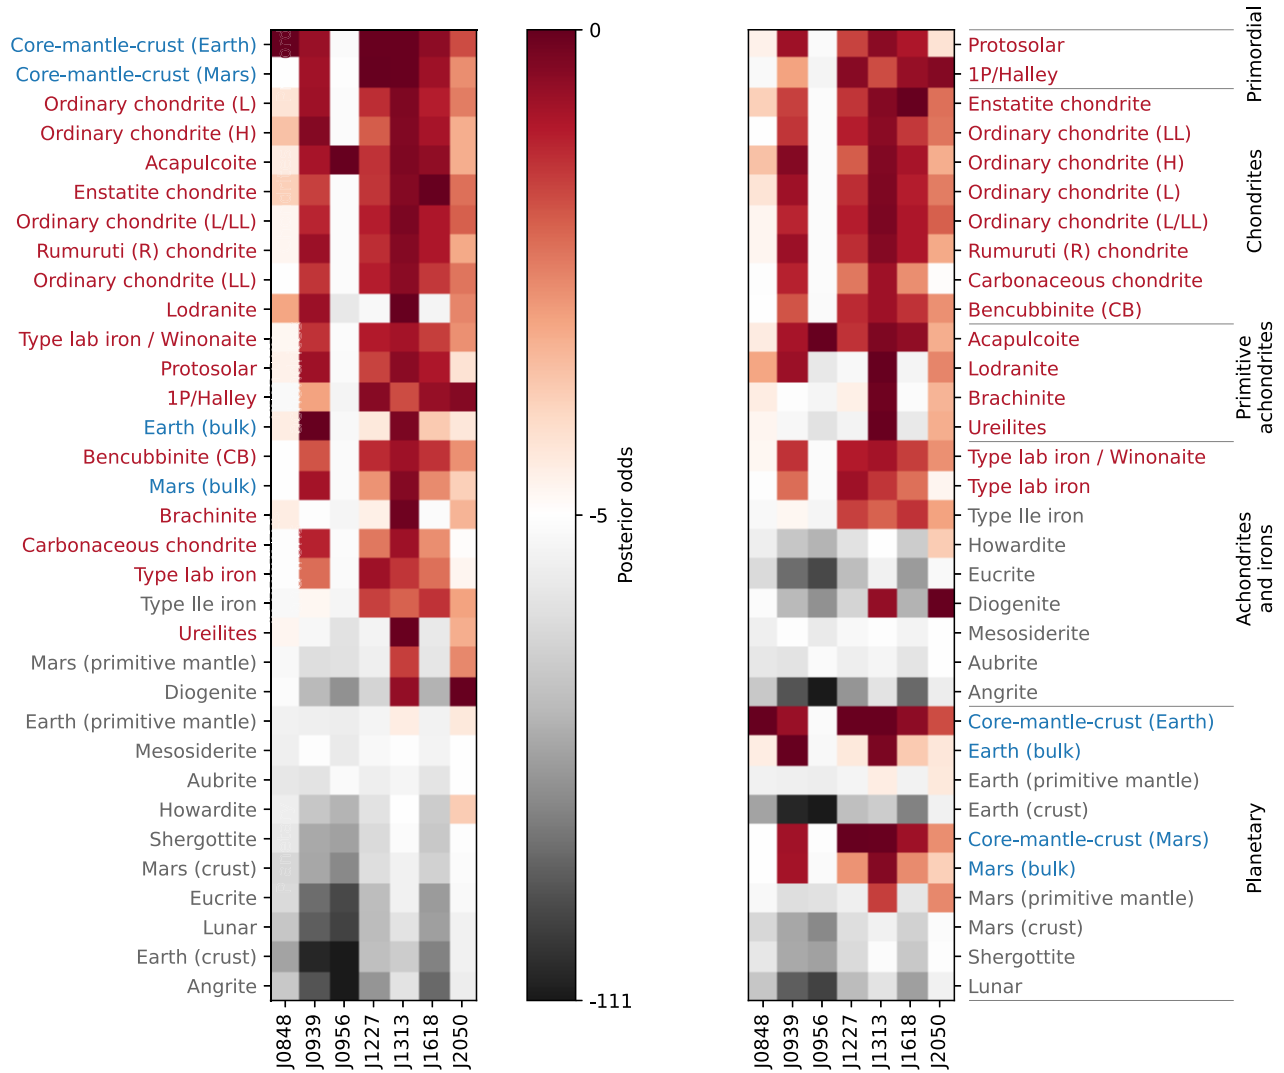 Core-mantle-crust (Earth)
Core-mantle-crust (Mars)
Ordinary chondrite (L)
Ordinary chondrite (H)
Acapulcoite
Enstatite chondrite
Ordinary chondrite (L/LL)
Rumuruti (R) chondrite
Ordinary chondrite (LL)
Lodranite
Type Iab iron / Winonaite
Protosolar
1P/Halley
Earth (bulk)
Bencubbinite (CB)
Mars (bulk)
Brachinite
Carbonaceous chondrite
Type Iab iron
Type IIe iron
Ureilites
Mars (primitive mantle)
Diogenite
Earth (primitive mantle)
Mesosiderite
Aubrite
Howardite
Shergottite
Mars (crust)
Eucrite
Lunar
Earth (crust)
Angrite
J0848
J0939
J0956
J1227
J1313
J1618
J2050
0
-5
-111
Posterior odds
Protosolar
1P/Halley
Enstatite chondrite
Ordinary chondrite (LL)
Ordinary chondrite (H)
Ordinary chondrite (L)
Ordinary chondrite (L/LL)
Rumuruti (R) chondrite
Carbonaceous chondrite
Bencubbinite (CB)
Acapulcoite
Lodranite
Brachinite
Ureilites
Type Iab iron / Winonaite
Type Iab iron
Type IIe iron
Howardite
Eucrite
Diogenite
Mesosiderite
Aubrite
Angrite
Core-mantle-crust (Earth)
Earth (bulk)
Earth (primitive mantle)
Earth (crust)
Core-mantle-crust (Mars)
Mars (bulk)
Mars (primitive mantle)
Mars (crust)
Shergottite
Lunar
Primordial
Chondrites
Primitive
achondrites
Achondrites
and irons
Planetary
J0848
J0939
J0956
J1227
J1313
J1618
J2050